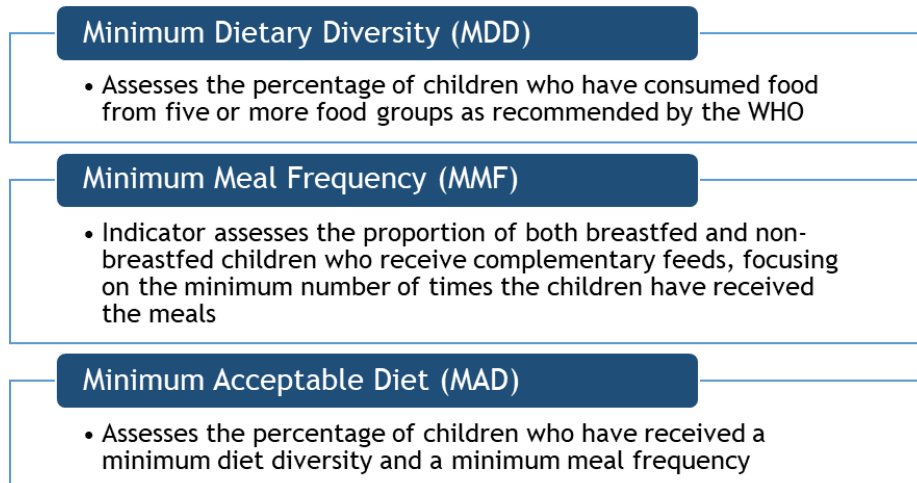 Minimum Dietary Diversity (MDD)
• Assesses the percentage of children who have consumed food
from five or more food groups as recommended by the WHO
Minimum Meal Frequency (MMF)
• Indicator assesses the proportion of both breastfed and non-
breastfed children who receive complementary feeds, focusing
on the minimum number of times the children have received
the meals
Minimum Acceptable Diet (MAD)
• Assesses the percentage of children who have received a
minimum diet diversity and a minimum meal frequency